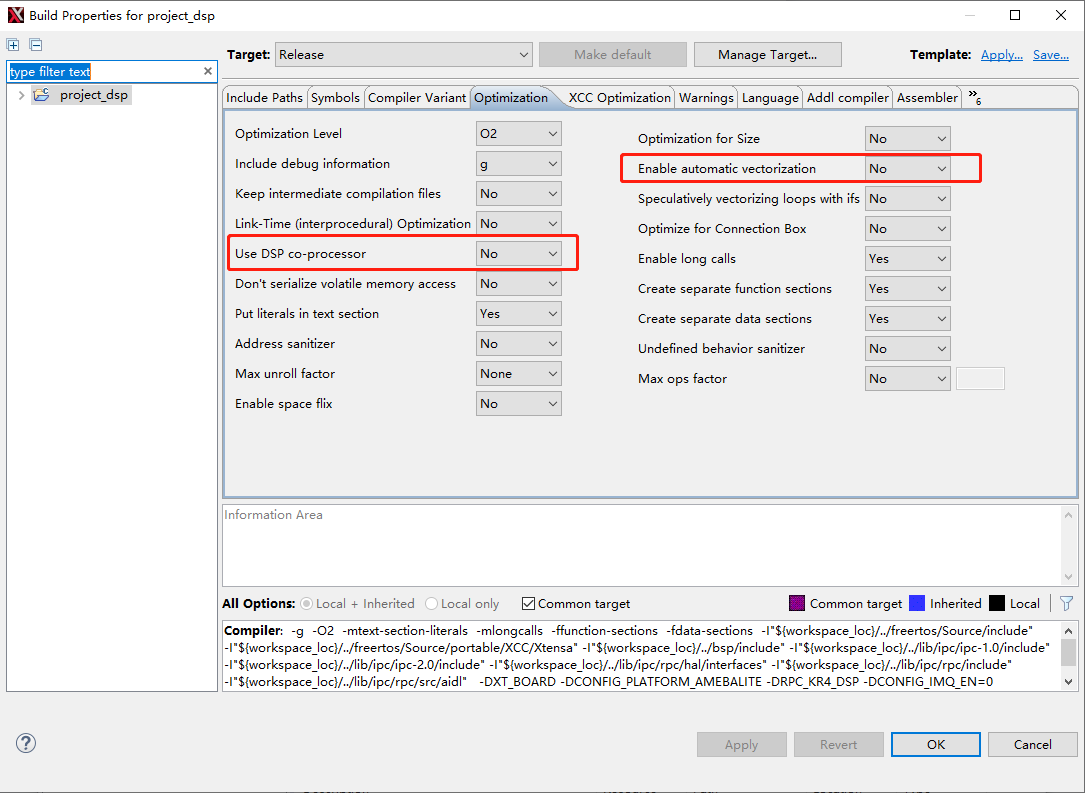 Build Properties for project_dsp
Target: Release Make default Manage Target... Template: Apply... Save...
type filter text
project_dsp
Include Paths Symbols Compiler Variant Optimization XCC Optimization Warnings Language Addl compiler Assembler » 6
Optimization Level O2
Include debug information g
Keep intermediate compilation files No
Link-Time (interprocedural) Optimization No
Use DSP co-processor No
Don't serialize volatile memory access No
Put literals in text section Yes
Address sanitizer No
Max unroll factor None
Enable space flix No
Optimization for Size No
Enable automatic vectorization No
Speculatively vectorizing loops with ifs No
Optimize for Connection Box No
Enable long calls Yes
Create separate function sections Yes
Create separate data sections Yes
Undefined behavior sanitizer No
Max ops factor No
Information Area
All Options: Local + Inherited Local only Common target Common target Inherited Local
Compiler: -g -O2 -mtext-section-literals -mlongcalls -ffunction-sections -fdata-sections -I"${workspace_loc}/../freertos/Source/include"
-I"${workspace_loc}/../freertos/Source/portable/XCC/Xtensa" -I"${workspace_loc}/../bsp/include" -I"${workspace_loc}/../lib/ipc/ipc-1.0/include"
-I"${workspace_loc}/../lib/ipc/ipc-2.0/include" -I"${workspace_loc}/../lib/ipc/rpc/hal/interfaces" -I"${workspace_loc}/../lib/ipc/rpc/include"
-I"${workspace_loc}/../lib/ipc/rpc/src/aidl" -DXT_BOARD -DCONFIG_PLATFORM_AMEBALITE -DRPC_KR4_DSP -DCONFIG_IMQ_EN=0
Apply Revert OK Cancel